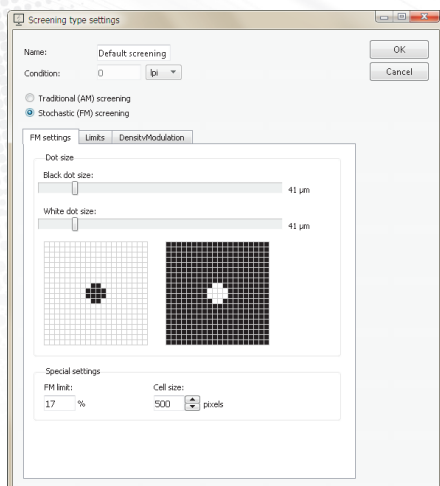 Screening type settings
Name: Default screening
OK
Condition: 0 lpi
Cancel
Traditional (AM) screening
Stochastic (FM) screening
FM settings Limits DensityModulation
Dot size
Black dot size:
41 µm
White dot size:
41 µm
Special settings
FM limit: Cell size:
17 % 500 pixels